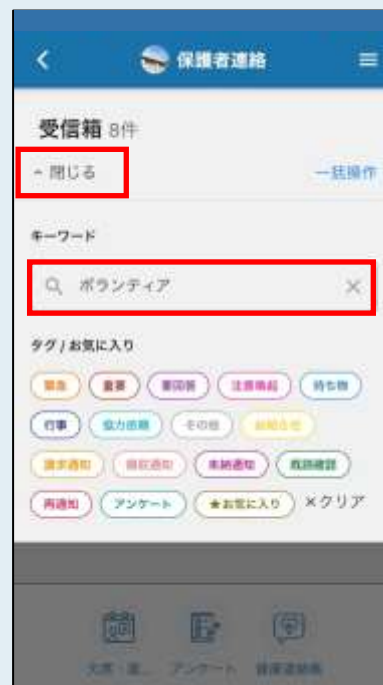 保護者連絡
受信箱 8件
閉じる 一括操作
キーワード
ボランティア
タグ / お気に入り
緊急 重要 要回答 注意喚起 持ち物
行事 協力依頼 その他 お知らせ
請求通知 領収通知 未納通知 既読確認
再通知 アンケート ★お気に入り ×クリア
アンケート 健康連絡帳